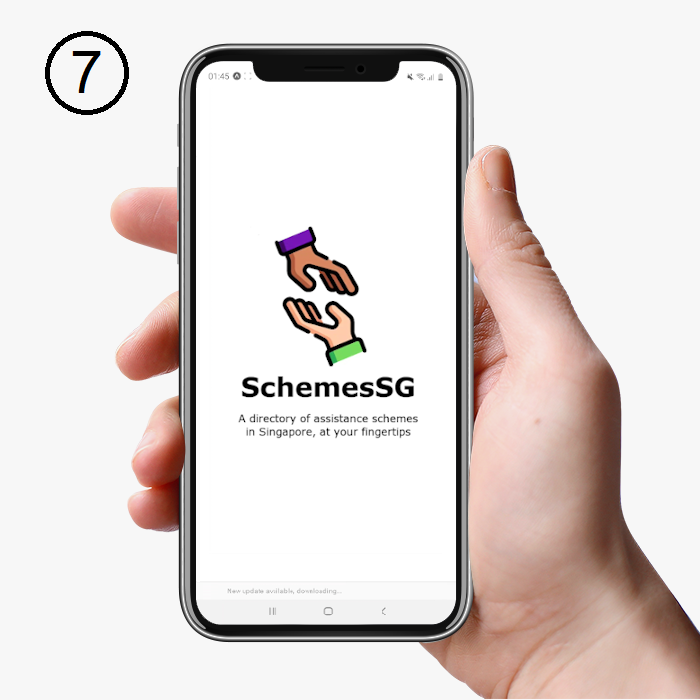 7
01:45
SchemesSG
A directory of assistance schemes
in Singapore, at your fingertips
New update available, downloading...